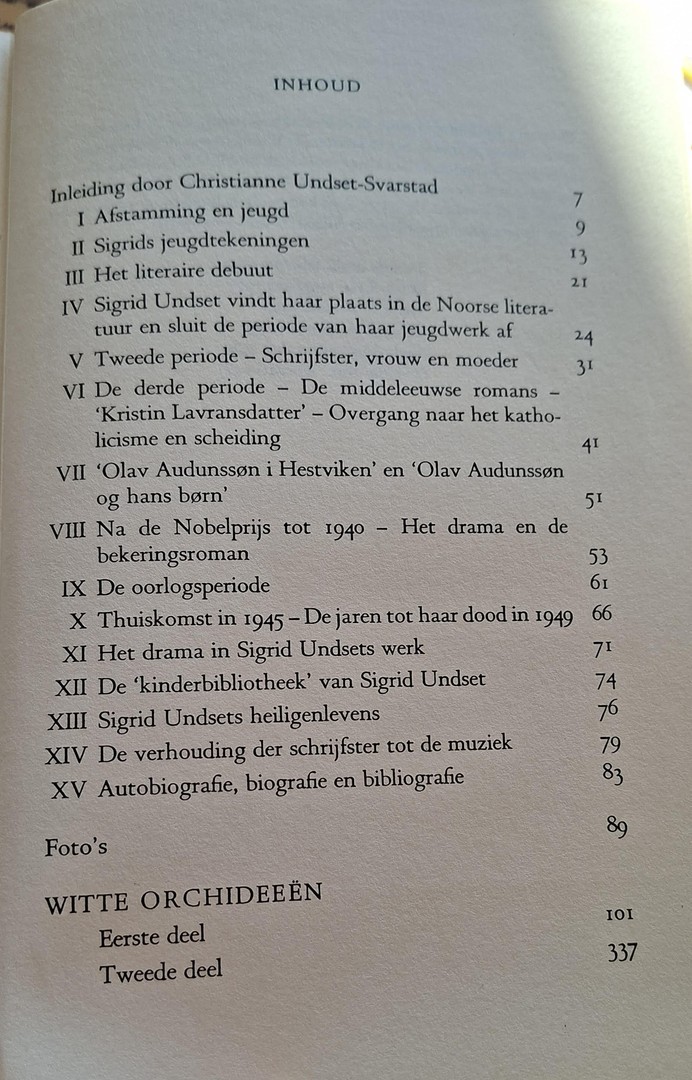 INHOUD
Inleiding door Christianne Undset-Svarstad 7
I Afstamming en jeugd 9
II Sigrids jeugdtekeningen 13
III Het literaire debuut 21
IV Sigrid Undset vindt haar plaats in de Noorse litera-
tuur en sluit de periode van haar jeugdwerk af 24
V Tweede periode – Schrijfster, vrouw en moeder 31
VI De derde periode – De middeleeuwse romans –
‘Kristin Lavransdatter’ – Overgang naar het katho-
licisme en scheiding 41
VII ‘Olav Audunssøn i Hestviken’ en ‘Olav Audunssøn
og hans børn’ 51
VIII Na de Nobelprijs tot 1940 – Het drama en de
bekeringsroman 53
IX De oorlogsperiode 61
X Thuiskomst in 1945 – De jaren tot haar dood in 1949 66
XI Het drama in Sigrid Undsets werk 71
XII De ‘kinderbibliotheek’ van Sigrid Undset 74
XIII Sigrid Undsets heiligenlevens 76
XIV De verhouding der schrijfster tot de muziek 79
XV Autobiografie, biografie en bibliografie 83
Foto’s 89
WITTE ORCHIDEEËN
Eerste deel 101
Tweede deel 337